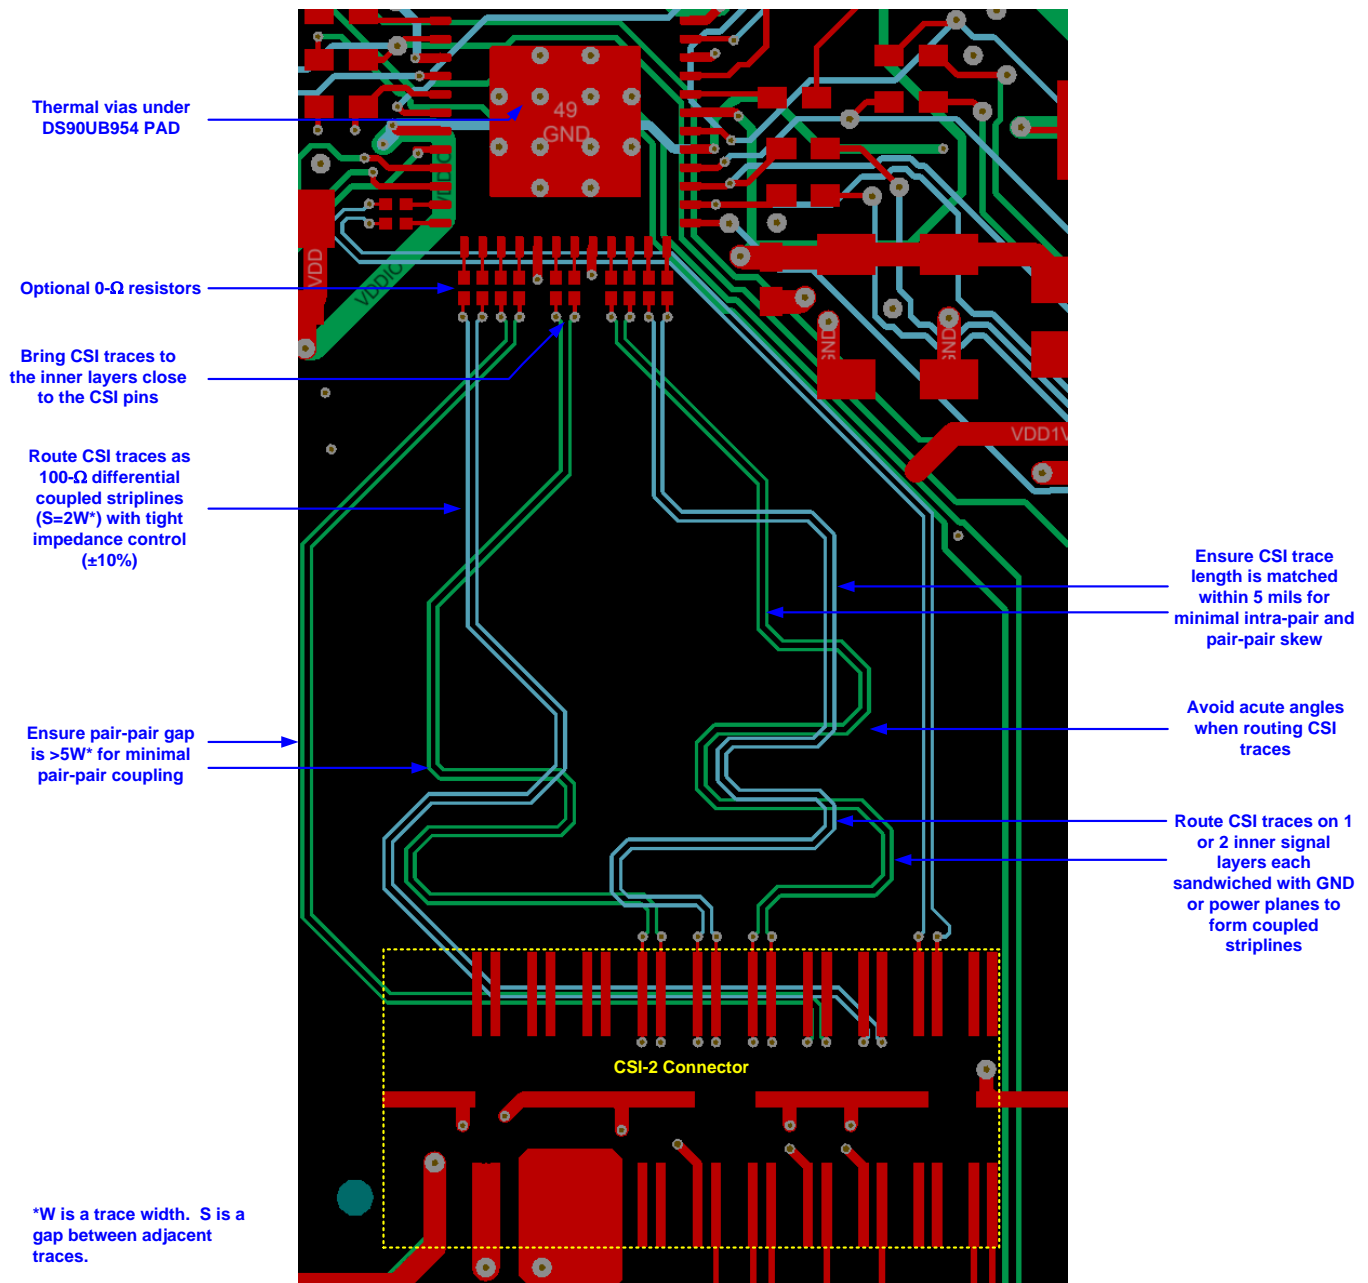 Thermal vias under
DS90UB954 PAD
49
GND
VDDIO
VDD
VDDIO
Optional 0-Ω resistors
GND
GND
Bring CSI traces to
the inner layers close
to the CSI pins
VDD1V
Route CSI traces as
100-Ω differential
coupled striplines
(S=2W*) with tight
impedance control
(±10%)
Ensure CSI trace
length is matched
within 5 mils for
minimal intra-pair and
pair-pair skew
Ensure pair-pair gap
is >5W* for minimal
pair-pair coupling
Avoid acute angles
when routing CSI
traces
Route CSI traces on 1
or 2 inner signal
layers each
sandwiched with GND
or power planes to
form coupled
striplines
CSI-2 Connector
*W is a trace width.  S is a
gap between adjacent
traces.